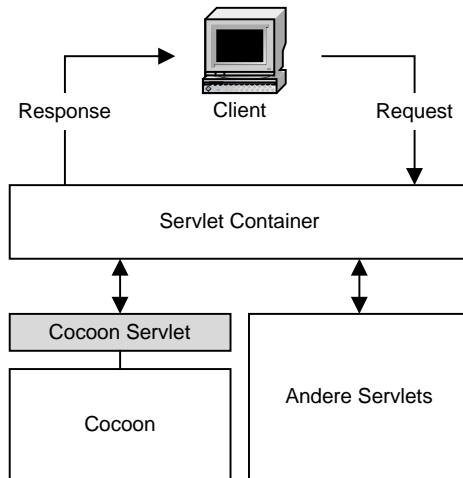 Response
Client
Request
Servlet Container
Cocoon Servlet
Andere Servlets
Cocoon